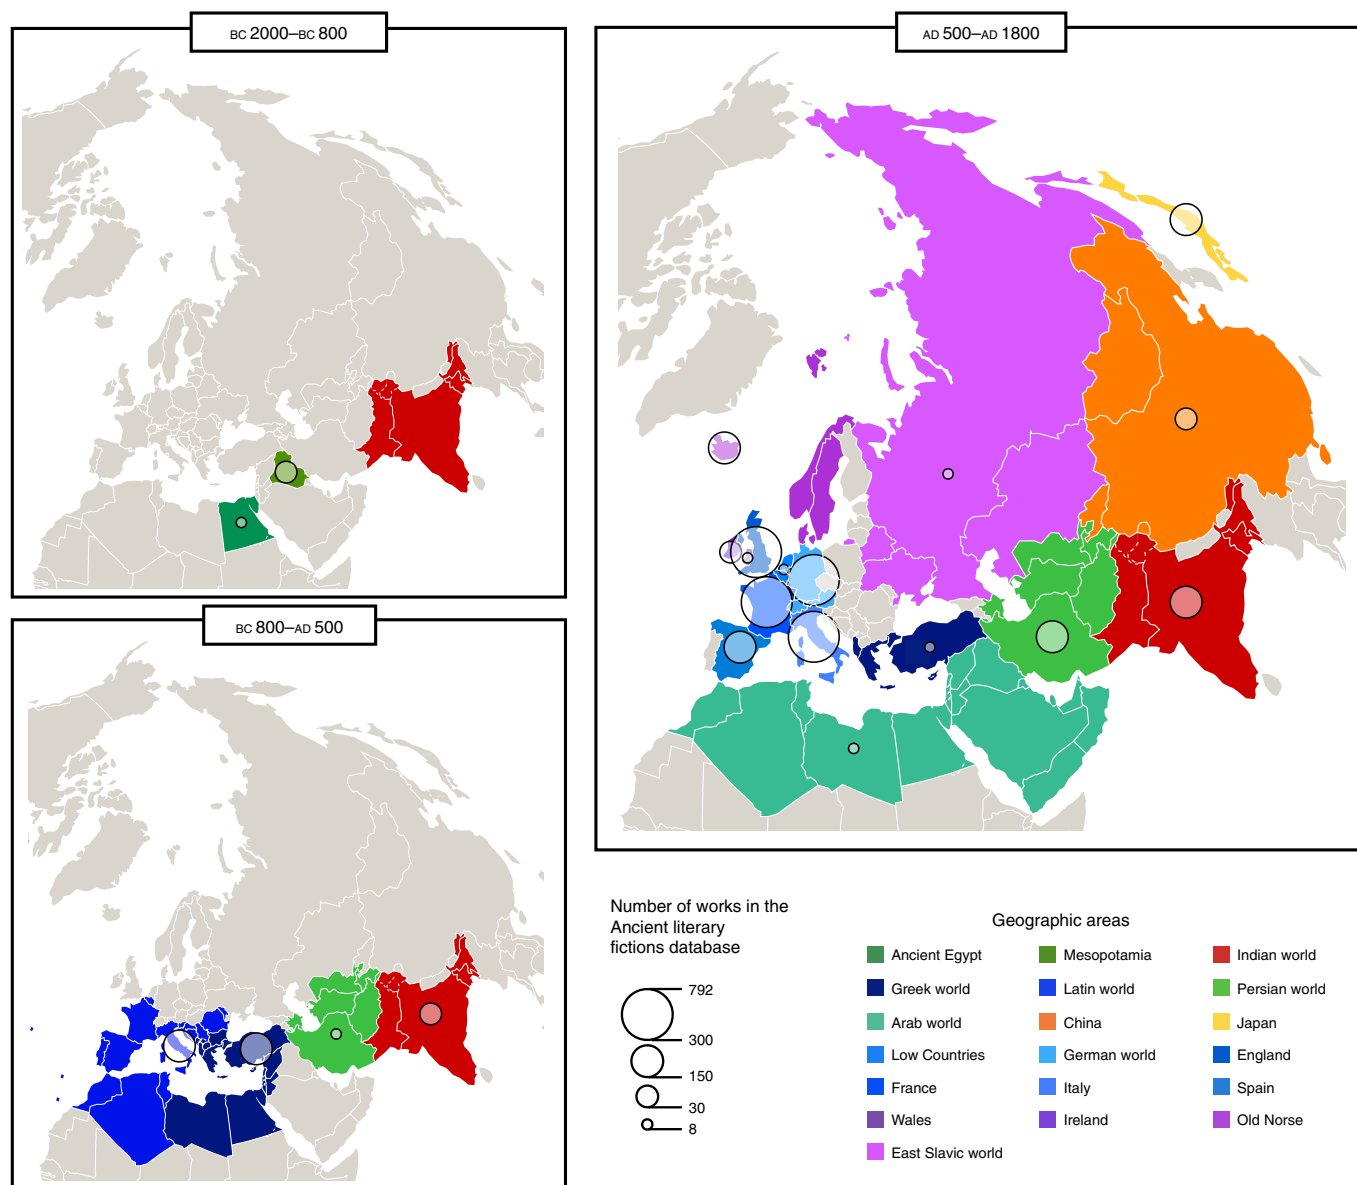 BC 2000–BC 800
AD 500–AD 1800
BC 800–AD 500
Number of works in the
Ancient literary
fictions database
792
300
150
30
8
Geographic areas
Ancient Egypt
Mesopotamia
Indian world
Greek world
Latin world
Persian world
Arab world
China
Japan
Low Countries
German world
England
France
Italy
Spain
Wales
Ireland
Old Norse
East Slavic world